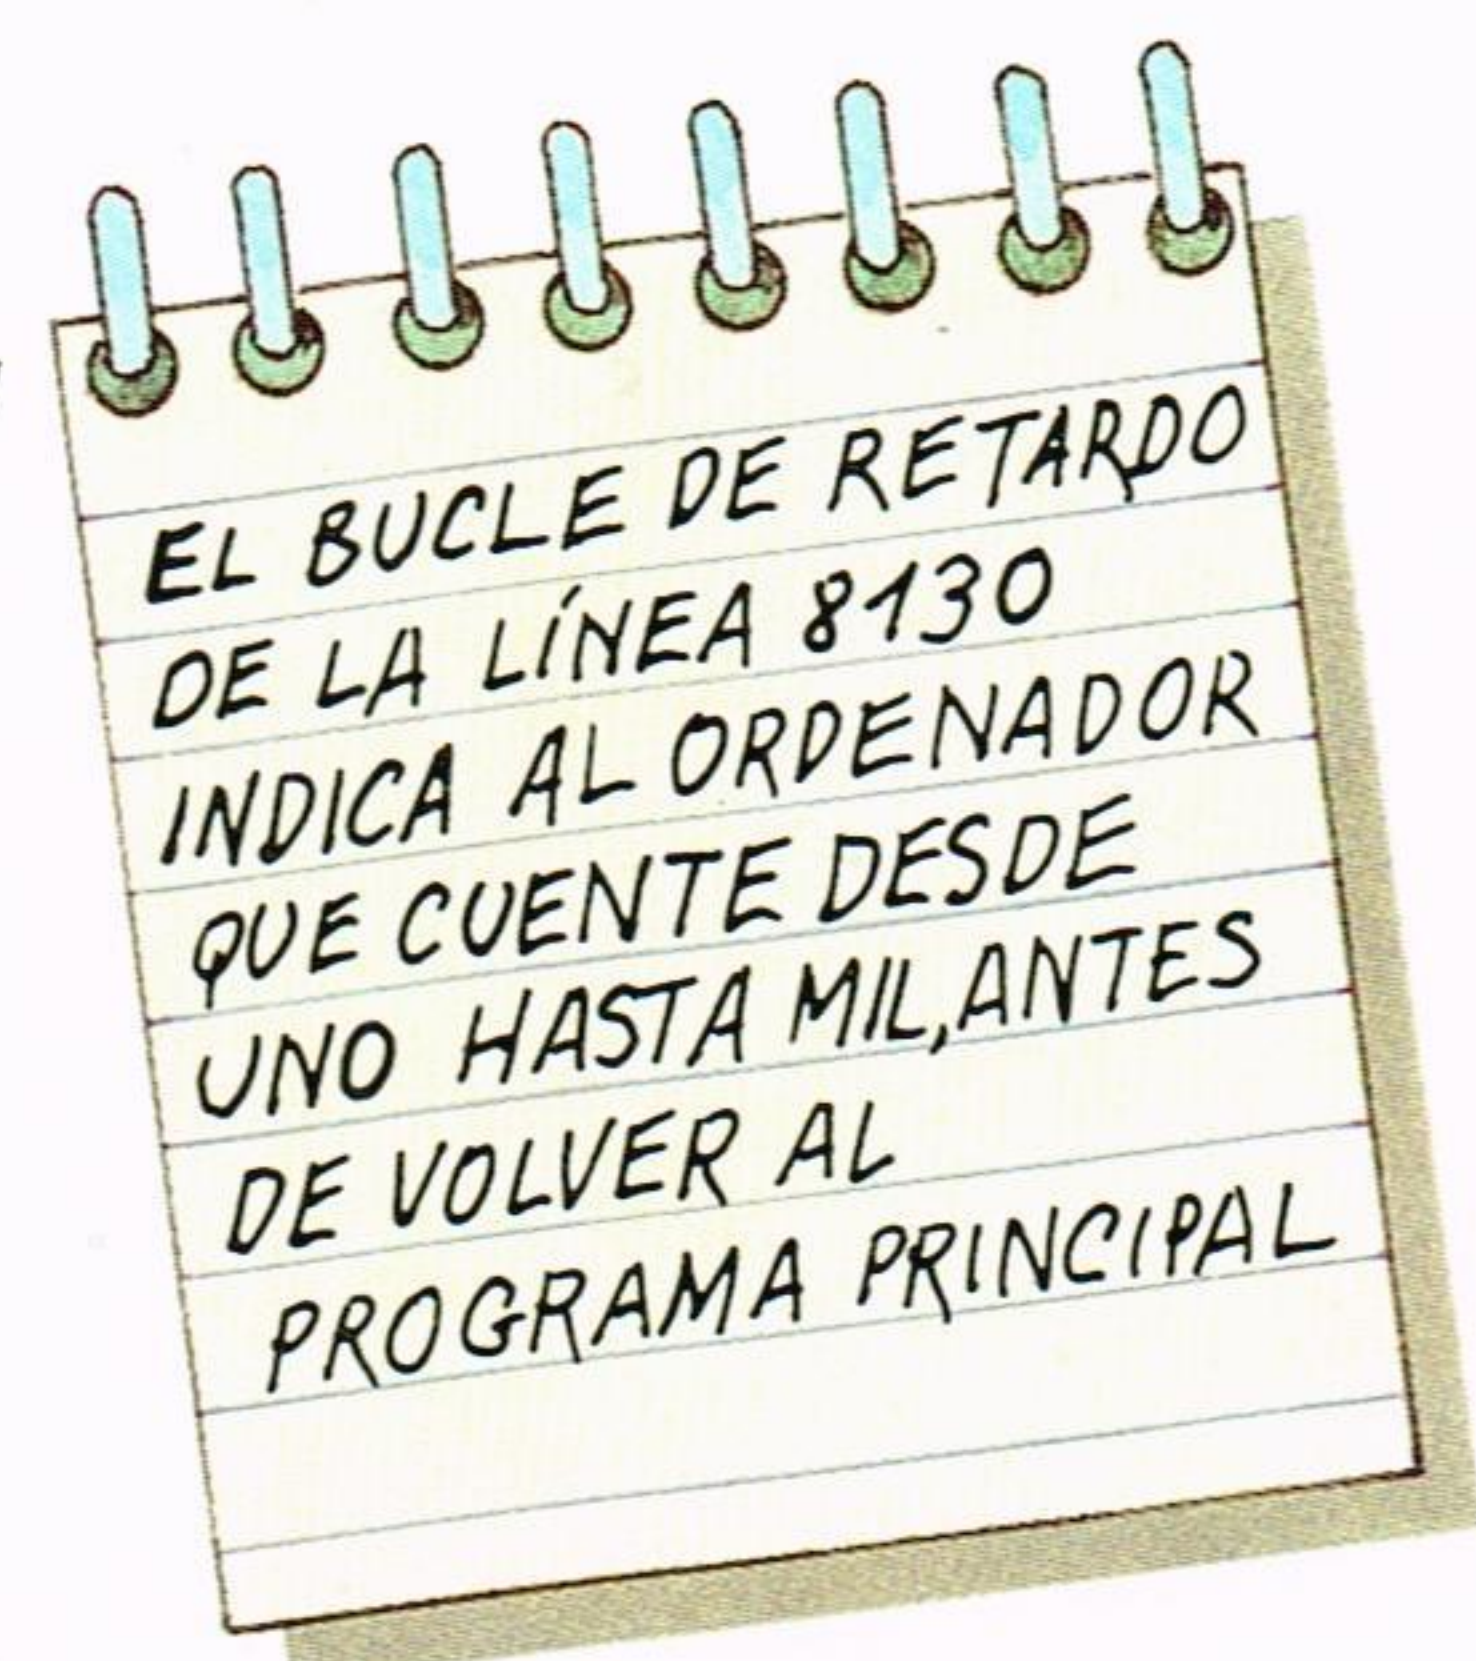 EL BUCLE DE RETARDO
DE LA LÍNEA 8130
INDICA AL ORDENADOR
QUE CUENTE DESDE
UNO HASTA MIL, ANTES
DE VOLVER AL
PROGRAMA PRINCIPAL